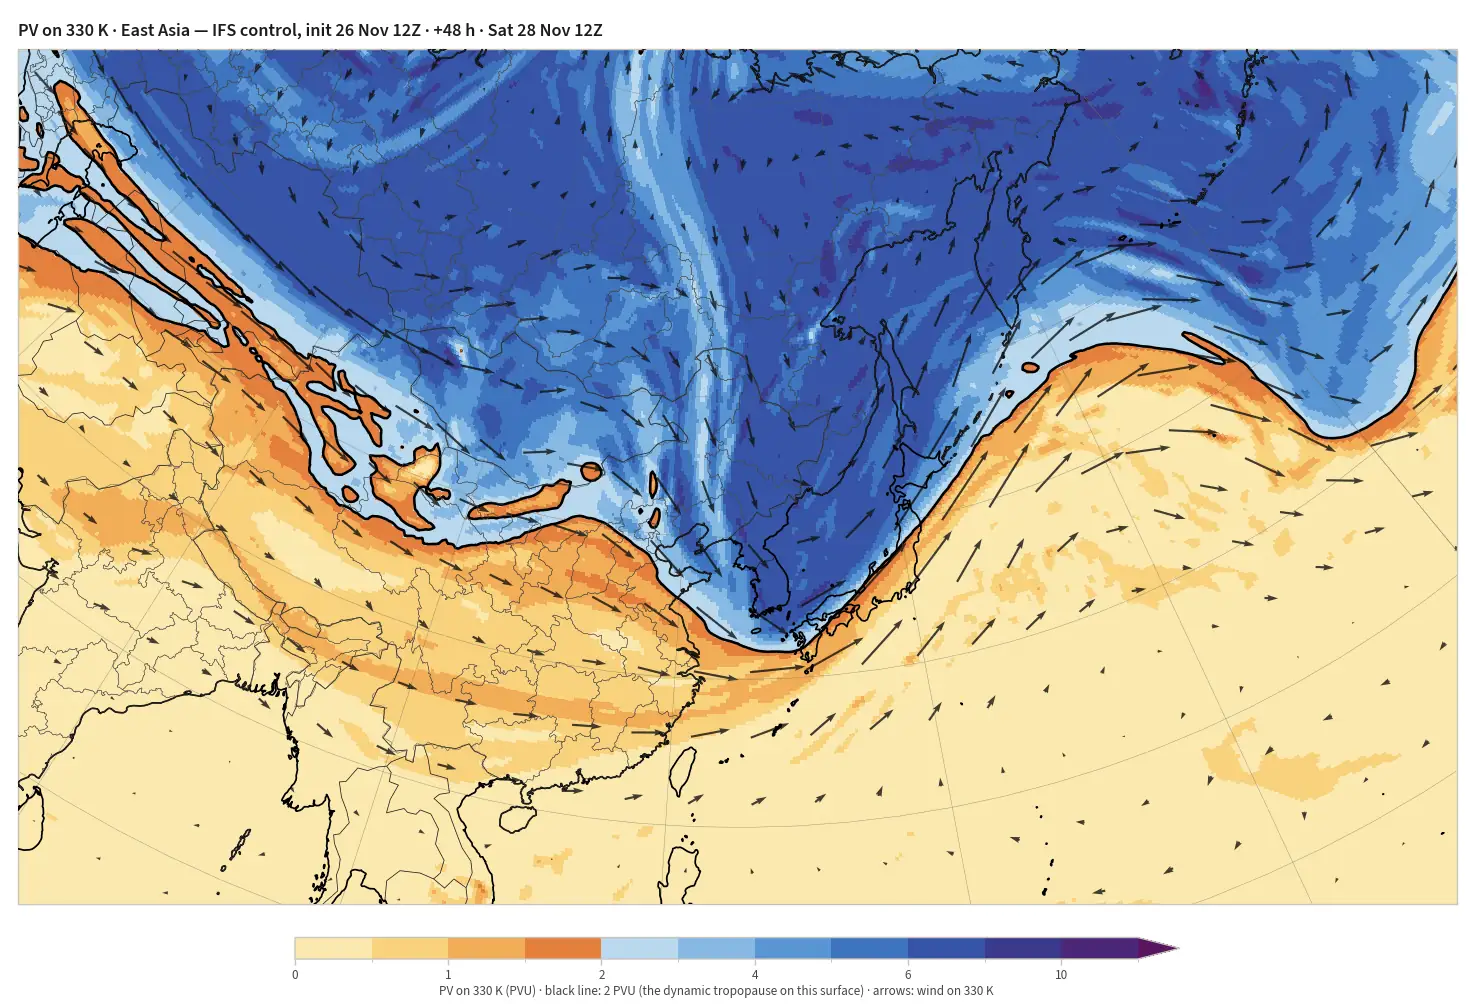 PV on 330 K · East Asia — IFS control, init 26 Nov 12Z · +48 h · Sat 28 Nov 12Z
0 1 2 4 6 10
PV on 330 K (PVU) · black line: 2 PVU (the dynamic tropopause on this surface) · arrows: wind on 330 K